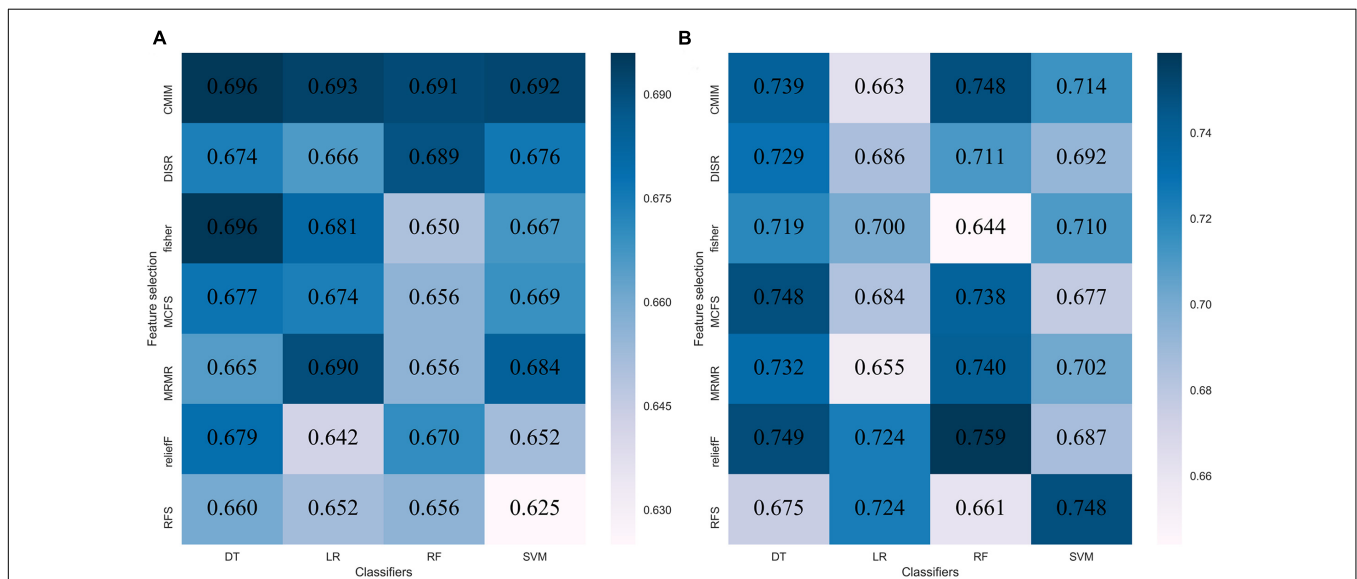 A
CMIM 0.696 0.693 0.691 0.692
DISR 0.674 0.666 0.689 0.676
fisher 0.696 0.681 0.650 0.667
MCFS 0.677 0.674 0.656 0.669
MRMR 0.665 0.690 0.656 0.684
reliefF 0.679 0.642 0.670 0.652
RFS 0.660 0.652 0.656 0.625
Feature selection
DT LR RF SVM
Classifiers
0.690
0.675
0.660
0.645
0.630
B
CMIM 0.739 0.663 0.748 0.714
DISR 0.729 0.686 0.711 0.692
fisher 0.719 0.700 0.644 0.710
MCFS 0.748 0.684 0.738 0.677
MRMR 0.732 0.655 0.740 0.702
reliefF 0.749 0.724 0.759 0.687
RFS 0.675 0.724 0.661 0.748
Feature selection
DT LR RF SVM
Classifiers
0.74
0.72
0.70
0.68
0.66